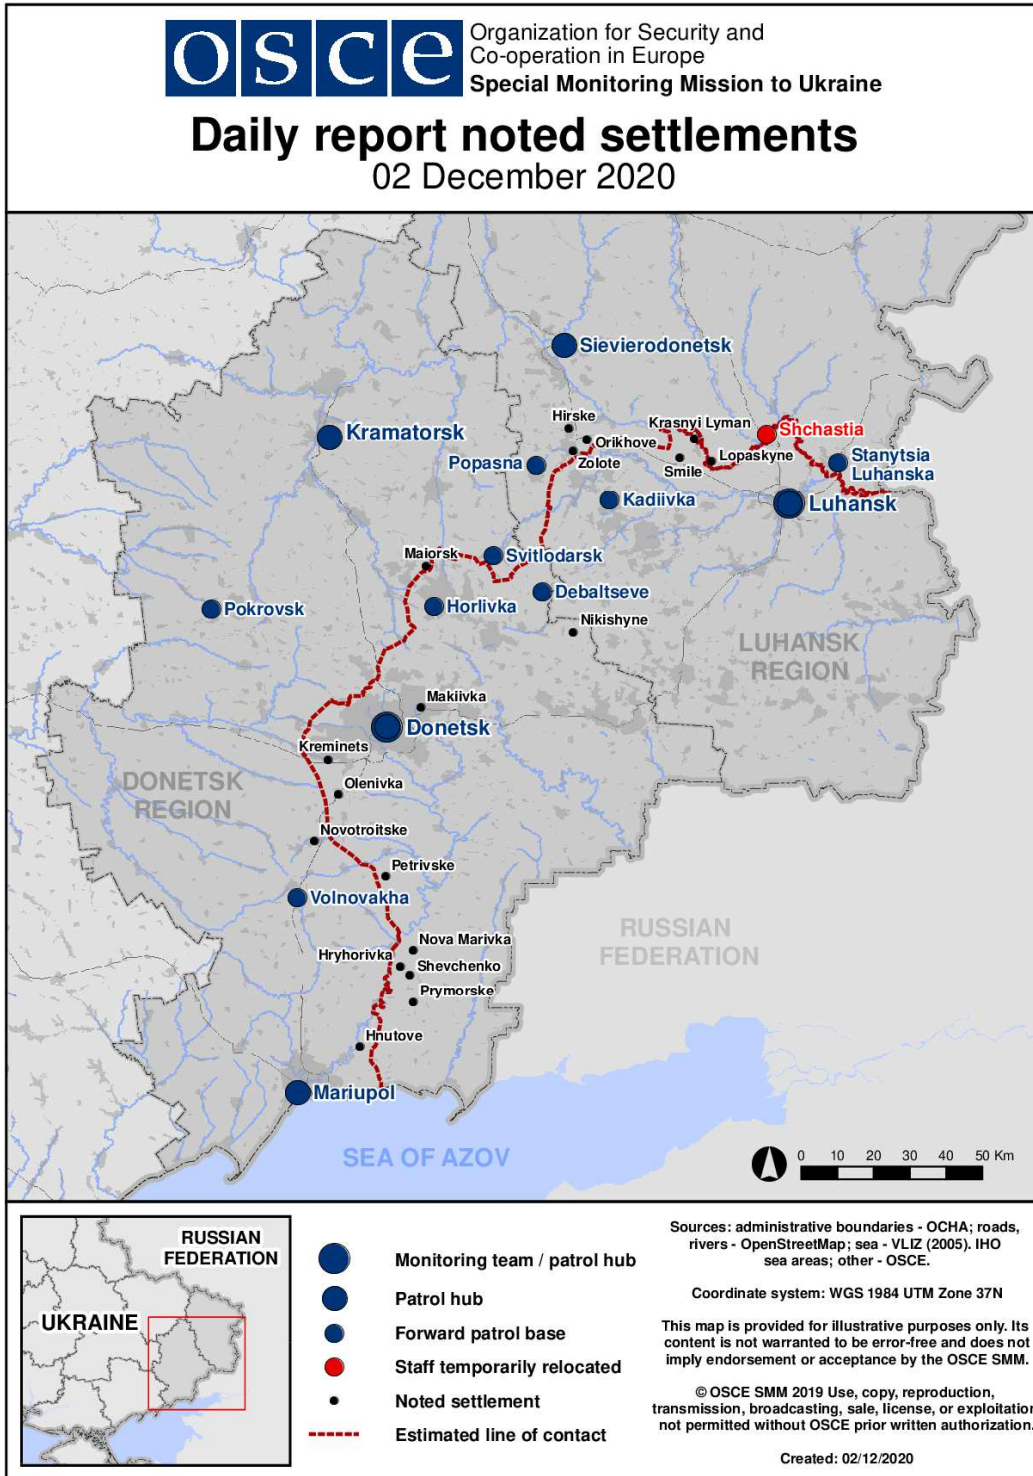 osce
Organization for Security and
Co-operation in Europe
Special Monitoring Mission to Ukraine
Daily report noted settlements
02 December 2020
Sievierodonetsk
Kramatorsk
Hirske
Orikhove
Zolote
Popasna
Krasnyi Lyman
Shchastia
Lopaskyne
Smile
Stanytsia
Luhanska
Kadiivka
Luhansk
Maiorsk
Svitlodarsk
Debaltseve
Horlivka
Pokrovsk
Nikishyne
LUHANSK
REGION
Makiivka
Donetsk
Kreminets
DONETSK
REGION
Olenivka
Novotroitske
Petrivske
Volnovakha
Nova Marivka
Hryhorivka
Shevchenko
Prymorske
RUSSIAN
FEDERATION
Hnutove
Mariupol
SEA OF AZOV
0 10 20 30 40 50 Km
RUSSIAN
FEDERATION
UKRAINE
Monitoring team / patrol hub
Patrol hub
Forward patrol base
Staff temporarily relocated
Noted settlement
Estimated line of contact
Sources: administrative boundaries - OCHA; roads,
rivers - OpenStreetMap; sea - VLIZ (2005). IHO
sea areas; other - OSCE.
Coordinate system: WGS 1984 UTM Zone 37N
This map is provided for illustrative purposes only. Its
content is not warranted to be error-free and does not
imply endorsement or acceptance by the OSCE SMM.
© OSCE SMM 2019 Use, copy, reproduction,
transmission, broadcasting, sale, license, or exploitation
not permitted without OSCE prior written authorization.
Created: 02/12/2020